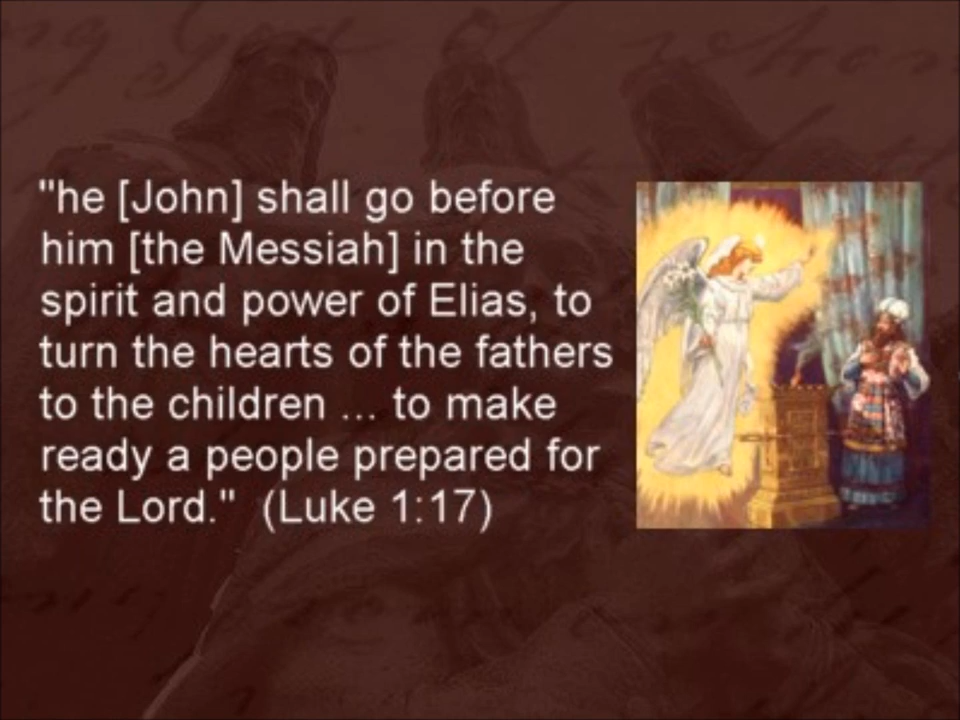 "he [John] shall go before
him [the Messiah] in the
spirit and power of Elias, to
turn the hearts of the fathers
to the children ... to make
ready a people prepared for
the Lord." (Luke 1:17)